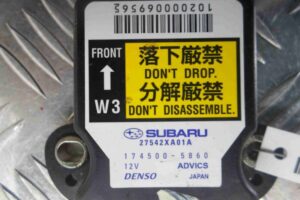 1020000690005565
FRONT
W3
落下厳禁
DON'T DROP.
分解厳禁
DON'T DISASSEMBLE.
SUBARU
27542XA01A
174500-5860
12V ADVICS
DENSO JAPAN